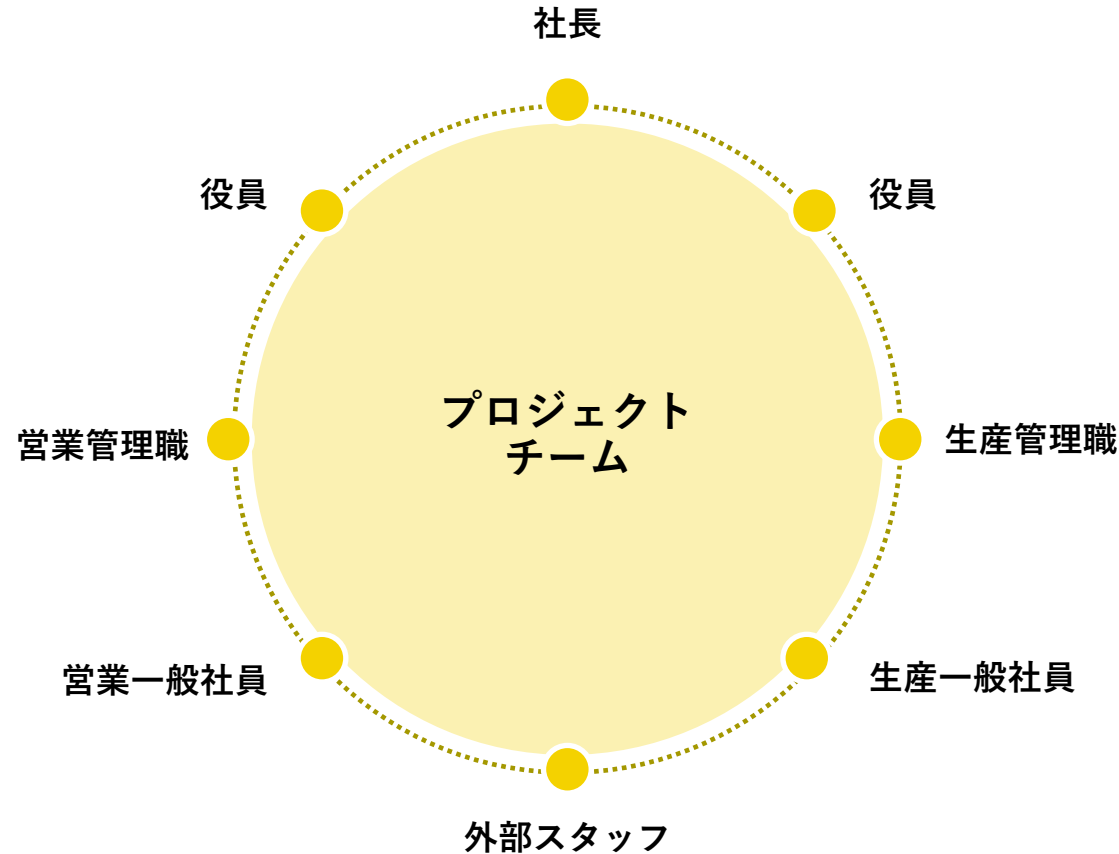 社長
役員
役員
プロジェクト
チーム
営業管理職
生産管理職
営業一般社員
生産一般社員
外部スタッフ